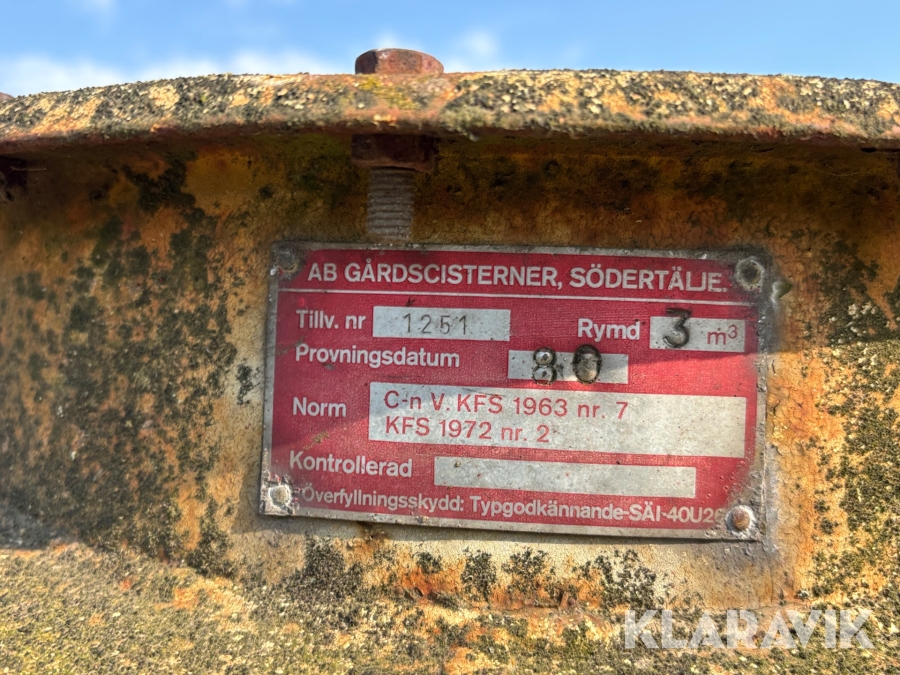 AB GÅRDSCISTERNER, SÖDERTÄLJE.
Tillv. nr 1251 Rymd 3 m³
Provningsdatum 80
Norm C-n V. KFS 1963 nr. 7
KFS 1972 nr. 2
Kontrollerad
Överfyllningsskydd: Typgodkännande-SÄI-40U26
KLARAVIK